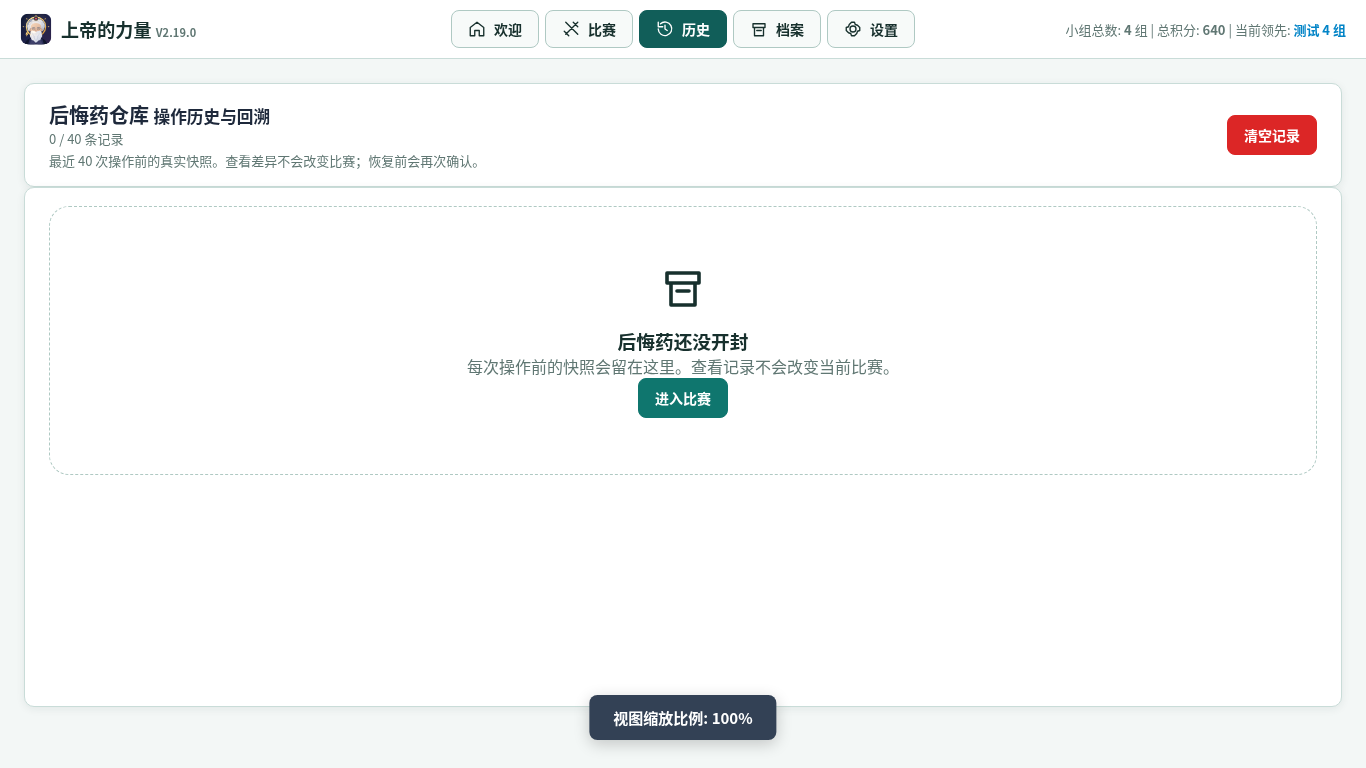 上帝的力量 V2.19.0
欢迎
比赛
历史
档案
设置
小组总数: 4 组 | 总积分: 640 | 当前领先: 测试 4 组
后悔药仓库 操作历史与回溯
0 / 40 条记录
最近 40 次操作前的真实快照。查看差异不会改变比赛；恢复前会再次确认。
清空记录
后悔药还没开封
每次操作前的快照会留在这里。查看记录不会改变当前比赛。
进入比赛
视图缩放比例: 100%